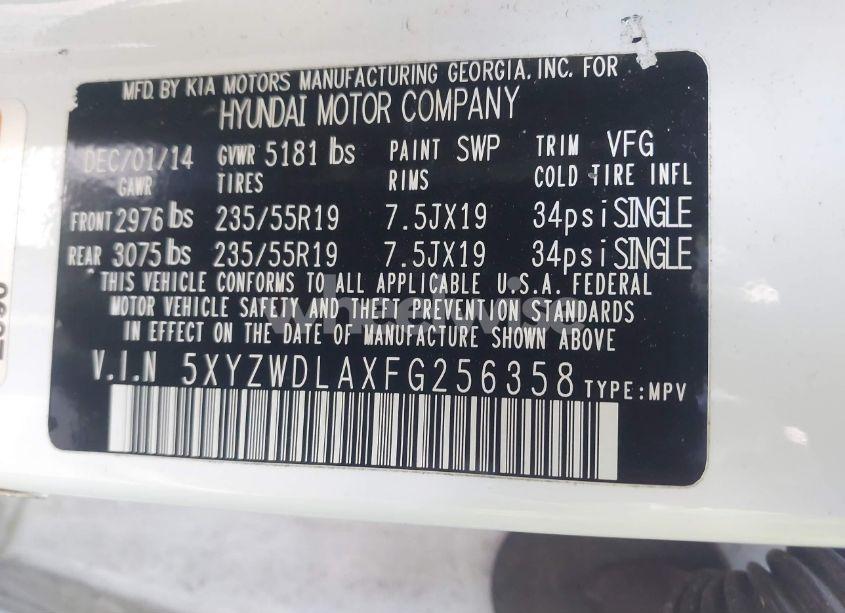 MFD. BY KIA MOTORS MANUFACTURING GEORGIA, INC. FOR
HYUNDAI MOTOR COMPANY
DEC/01/14 GVWR 5181 lbs PAINT SWP TRIM VFG
GAWR TIRES RIMS COLD TIRE INFL
FRONT 2976 lbs 235/55R19 7.5JX19 34psi SINGLE
REAR 3075 lbs 235/55R19 7.5JX19 34psi SINGLE
THIS VEHICLE CONFORMS TO ALL APPLICABLE U.S.A. FEDERAL
MOTOR VEHICLE SAFETY AND THEFT PREVENTION STANDARDS
IN EFFECT ON THE DATE OF MANUFACTURE SHOWN ABOVE
V.I.N 5XYZWDLAXFG256358 TYPE:MPV